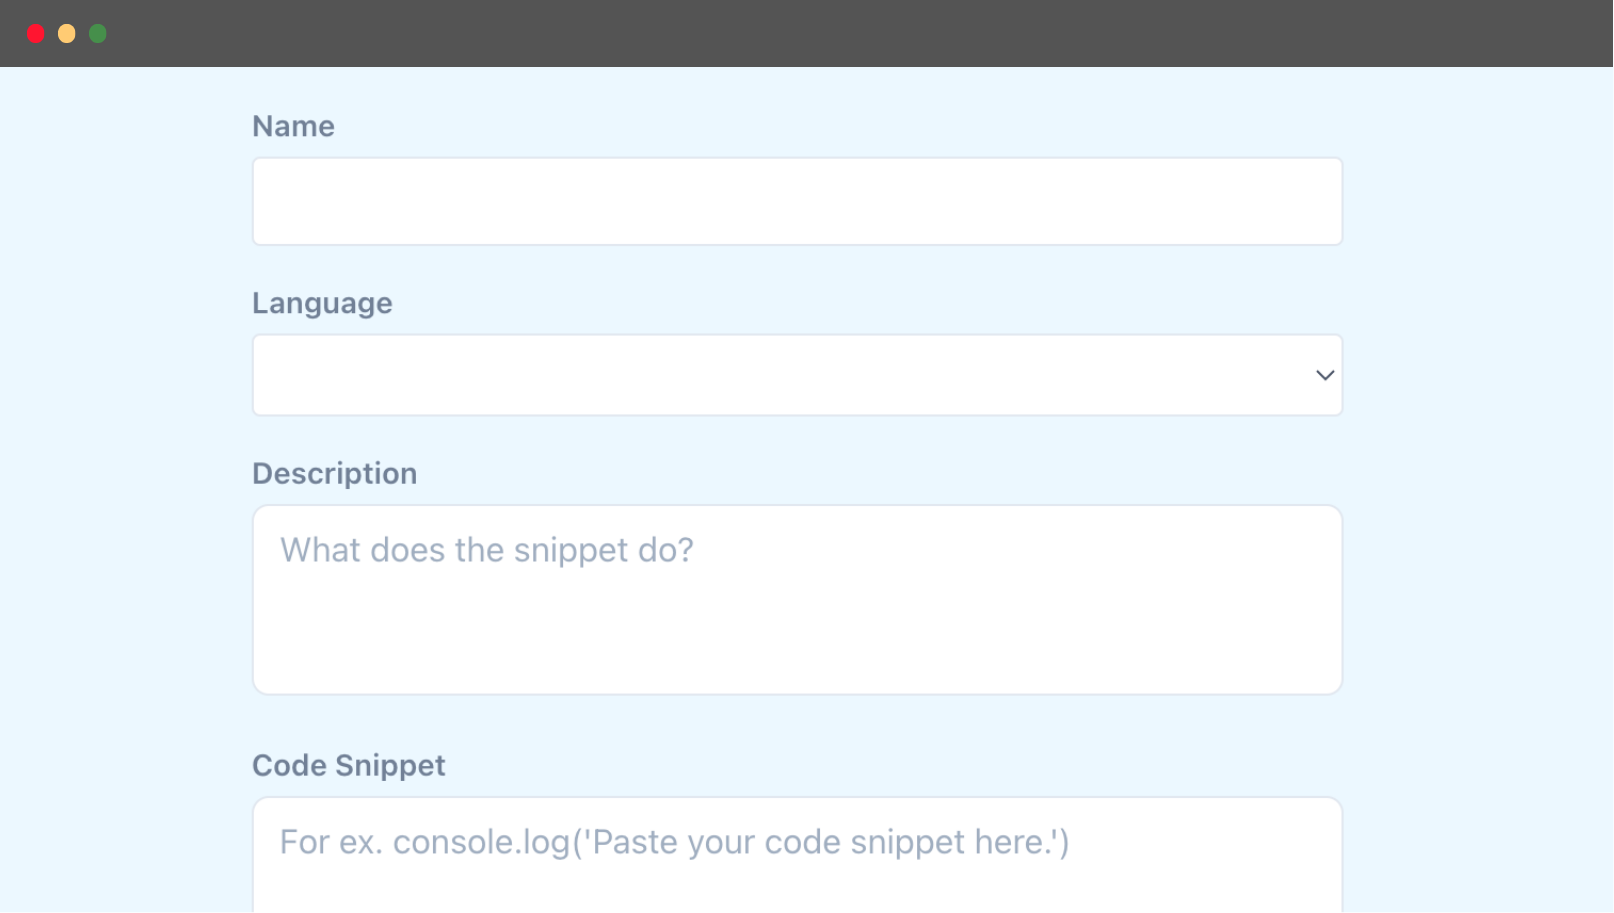 Name
Language
Description
What does the snippet do?
Code Snippet
For ex. console.log('Paste your code snippet here.')